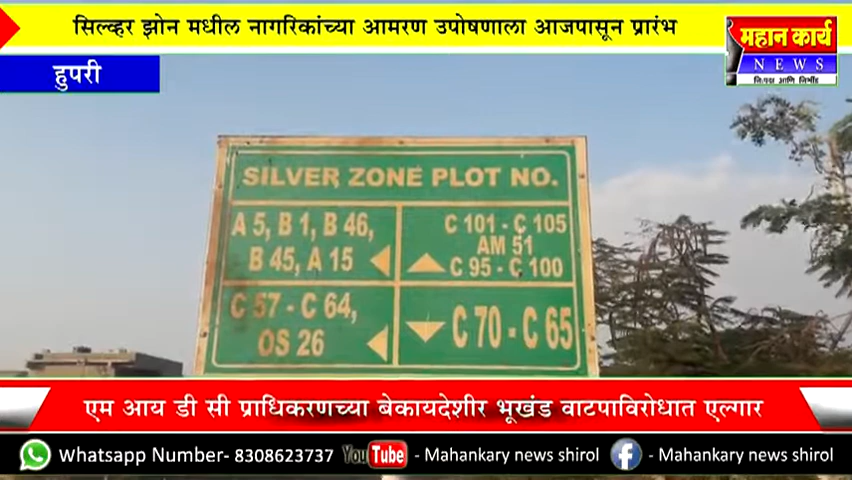 सिल्व्हर झोन मधील नागरिकांच्या आमरण उपोषणाला आजपासून प्रारंभ
महान कार्य
NEWS
हुपरी
SILVER ZONE PLOT NO.
A 5, B 1, B 46,
B 45, A 15
C 101 - C 105
AM 51
C 95 - C 100
C 57 - C 64,
OS 26
C 70 - C 65
एम आय डी सी प्राधिकरणच्या बेकायदेशीर भूखंड वाटपाविरोधात एल्गार
Whatsapp Number- 8308623737 YouTube - Mahankary news shirol - Mahankary news shirol